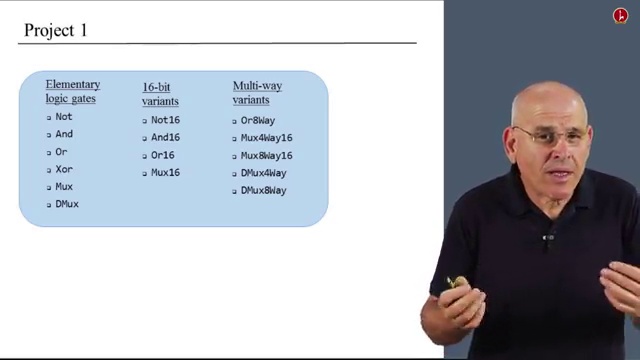 Project 1
Elementary
logic gates
Not
And
Or
Xor
Mux
DMux
16-bit
variants
Not16
And16
Or16
Mux16
Multi-way
variants
Or8Way
Mux4Way16
Mux8Way16
DMux4Way
DMux8Way